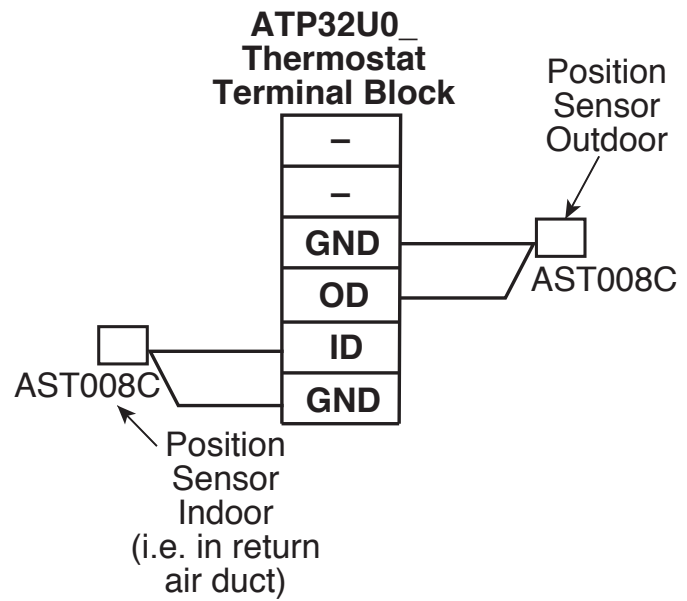 ATP32U0_
Thermostat
Terminal Block
Position
Sensor
Outdoor
–
–
GND
OD
ID
GND
AST008C
AST008C
Position
Sensor
Indoor
(i.e. in return
air duct)